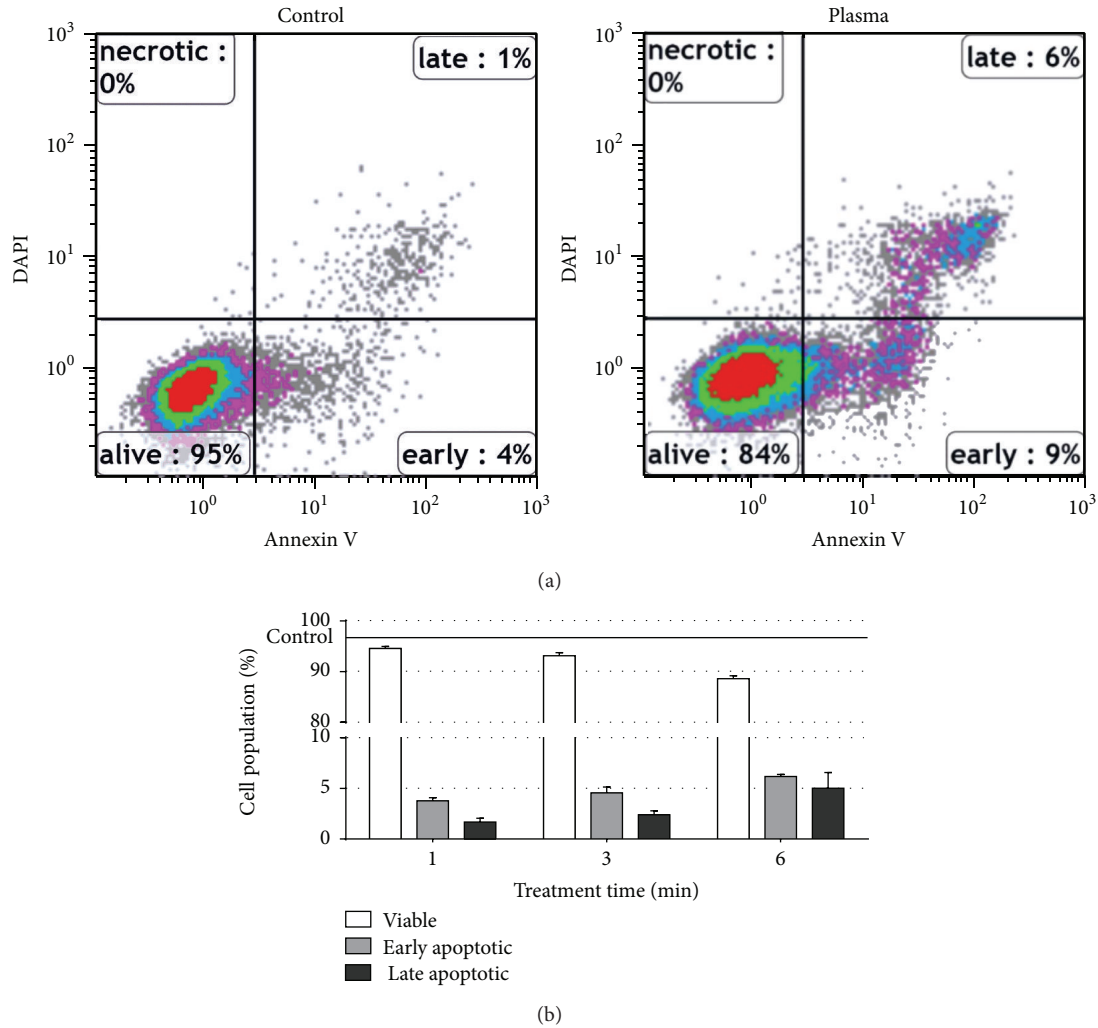 Control
Plasma
10³
10²
10¹
10⁰
DAPI
necrotic :
0%
late : 1%
alive : 95%
early : 4%
10⁰ 10¹ 10² 10³
Annexin V
10³
10²
10¹
10⁰
DAPI
necrotic :
0%
late : 6%
alive : 84%
early : 9%
10⁰ 10¹ 10² 10³
Annexin V
(a)
Cell population (%)
100
Control
90
80
10
5
0
1 3 6
Treatment time (min)
Viable
Early apoptotic
Late apoptotic
(b)